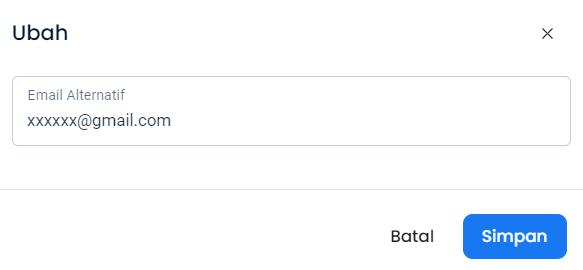 Ubah
Email Alternatif
xxxxxx@gmail.com
Batal
Simpan